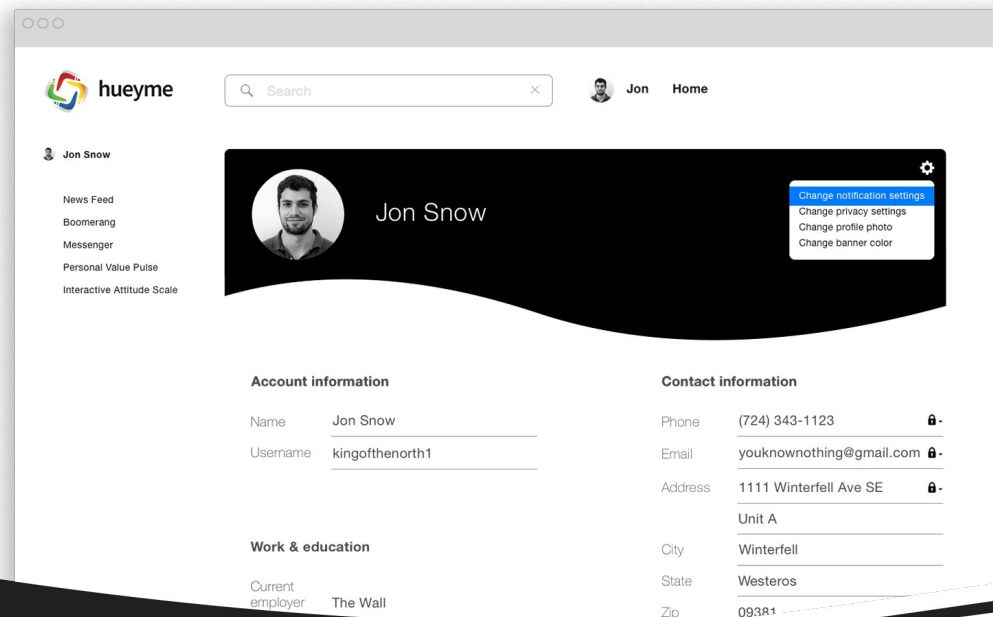 hueyme
Search
Jon
Home
Jon Snow
News Feed
Boomerang
Messenger
Personal Value Pulse
Interactive Attitude Scale
Jon Snow
Change notification settings
Change privacy settings
Change profile photo
Change banner color
Account information
Name Jon Snow
Username kingofthenorth1
Work & education
Current
employer The Wall
Contact information
Phone (724) 343-1123
Email youknownothing@gmail.com
Address 1111 Winterfell Ave SE
Unit A
City Winterfell
State Westeros
Zip 09381